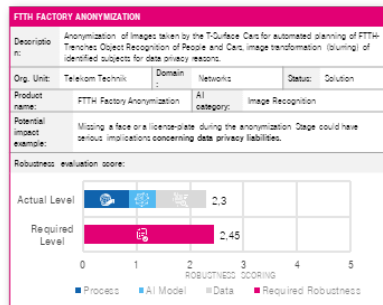 FTTH FACTORY ANONYMIZATION
Descriptio
n:
Anonymization of Images taken by the T-Surface Cars for automated planning of FTTH-
Trenches Object Recognition of People and Cars, image transformation (blurring) of
identified subjects for data privacy reasons.
Org. Unit: Telekom Technik Domain
: Networks Status: Solution
Product
name: FTTH Factory Anonymization AI
category: Image Recognition
Potential
impact
example:
Missing a face or a license-plate during the anonymization Stage could have
serious implications concerning data privacy liabilities.
Robustness evaluation score:
Actual Level 2,3
Required
Level 2,45
0 1 2 3 4 5
ROBUSTNESS SCORING
Process AI Model Data Required Robustness